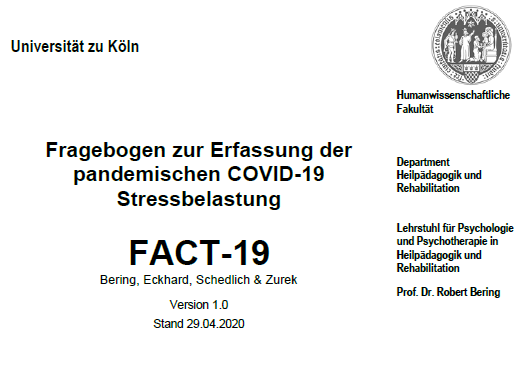 Universität zu Köln
Humanwissenschaftliche
Fakultät
Fragebogen zur Erfassung der
pandemischen COVID-19
Stressbelastung
FACT-19
Bering, Eckhard, Schedlich & Zurek
Version 1.0
Stand 29.04.2020
Department
Heilpädagogik und
Rehabilitation
Lehrstuhl für Psychologie
und Psychotherapie in
Heilpädagogik und
Rehabilitation
Prof. Dr. Robert Bering